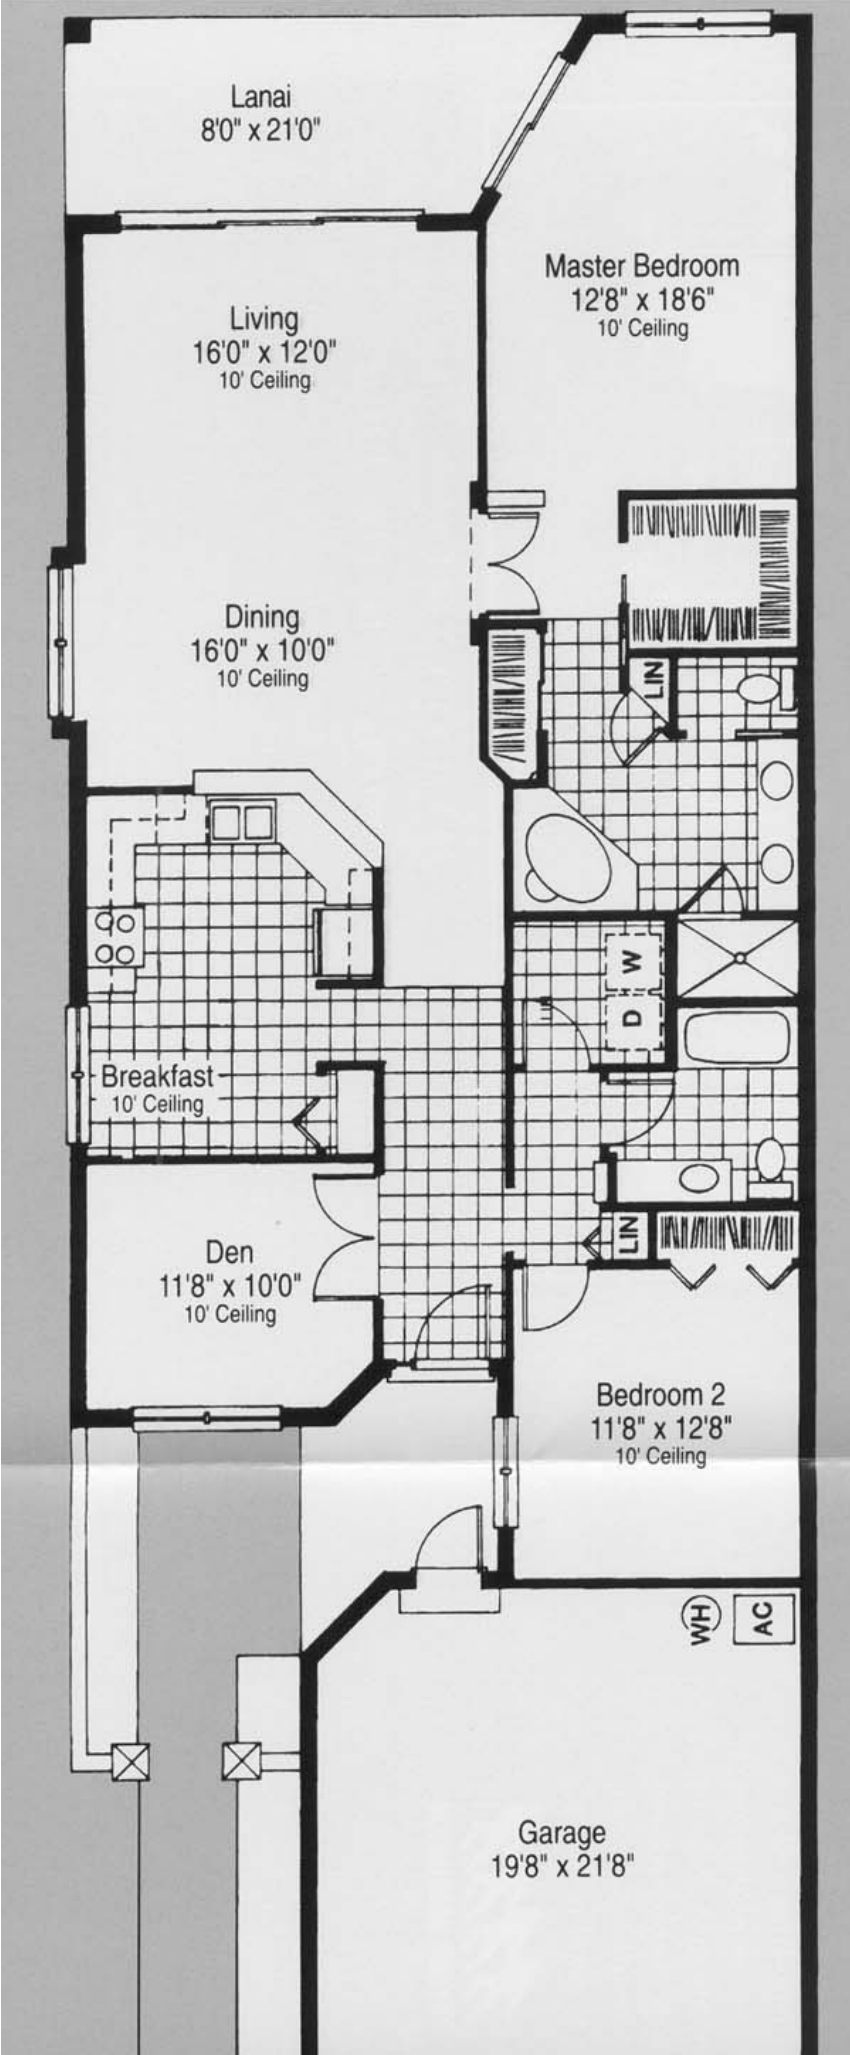 Lanai
8'0" x 21'0"
Master Bedroom
12'8" x 18'6"
10' Ceiling
Living
16'0" x 12'0"
10' Ceiling
Dining
16'0" x 10'0"
10' Ceiling
LIN
W
D
LIN
Breakfast
10' Ceiling
Den
11'8" x 10'0"
10' Ceiling
LIN
Bedroom 2
11'8" x 12'8"
10' Ceiling
WH
AC
Garage
19'8" x 21'8"